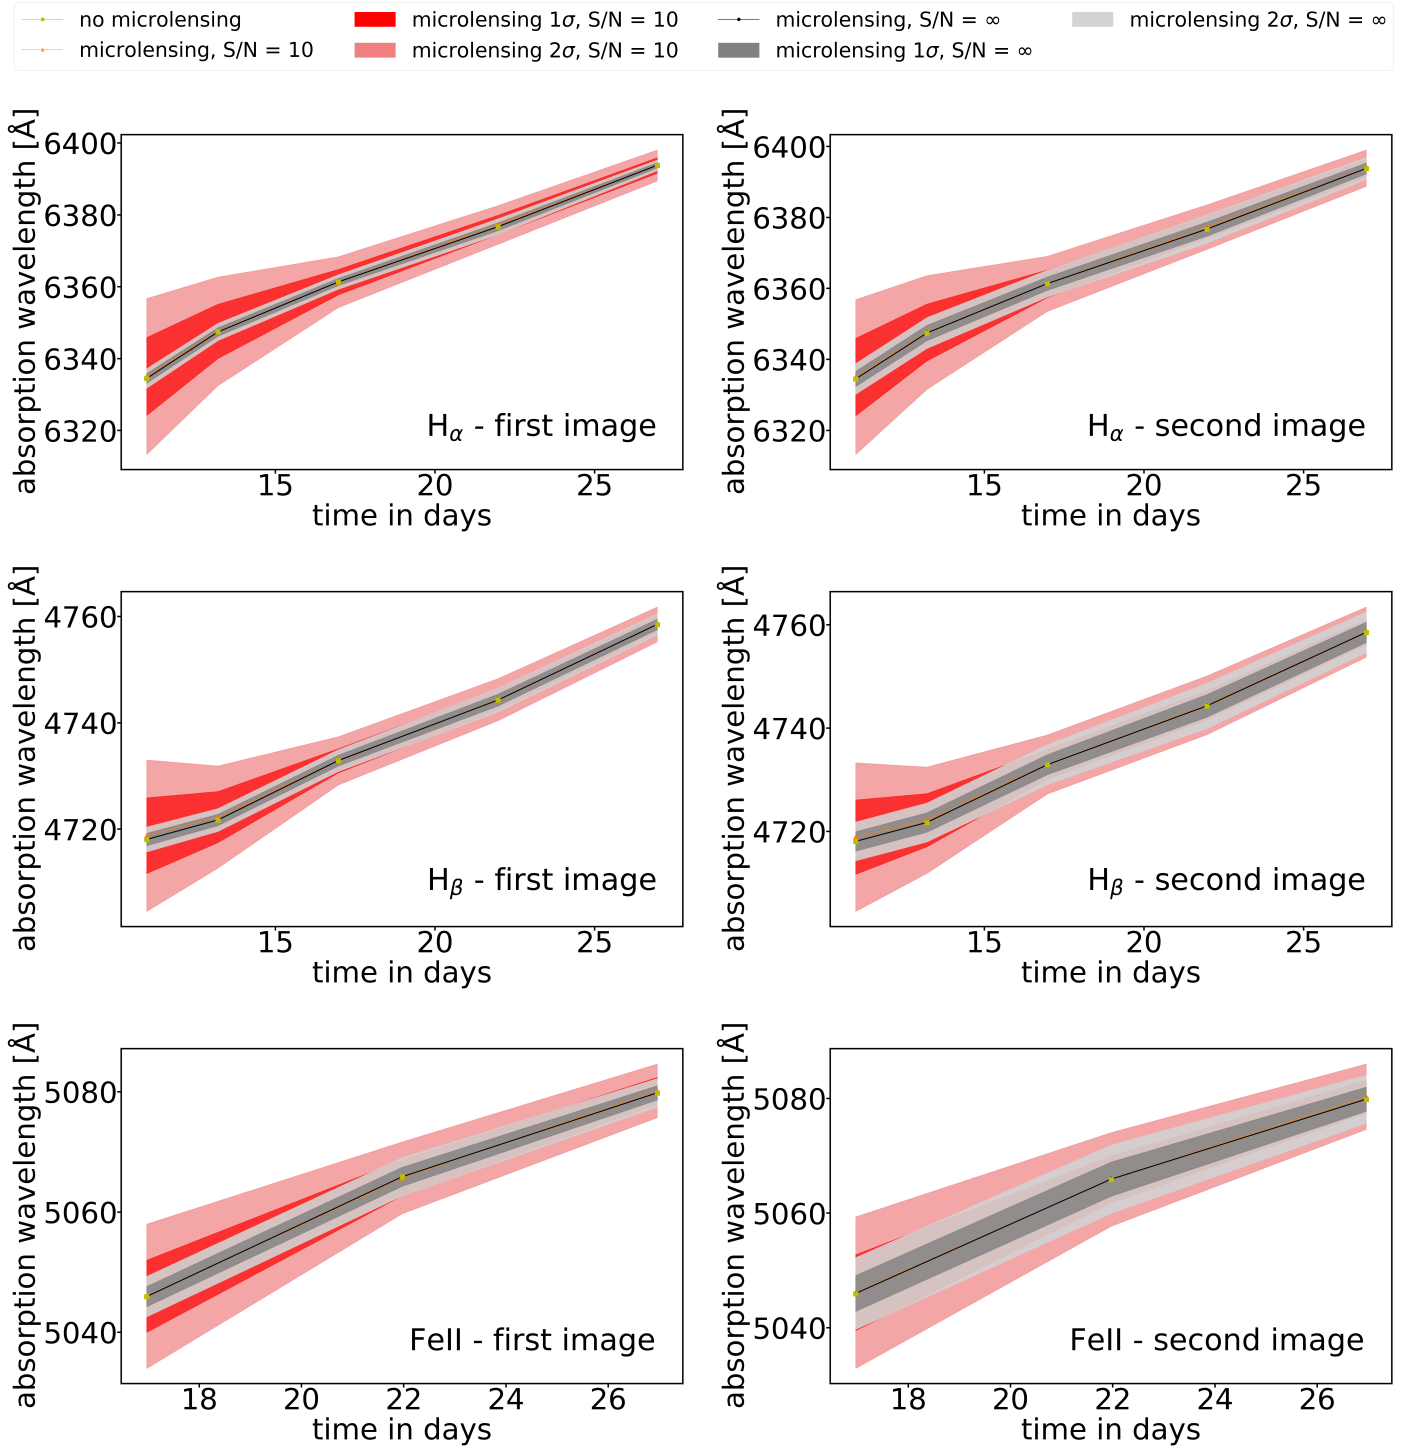 no microlensing
microlensing, S/N = 10
microlensing 1σ, S/N = 10
microlensing 2σ, S/N = 10
microlensing, S/N = ∞
microlensing 1σ, S/N = ∞
microlensing 2σ, S/N = ∞
absorption wavelength [Å]
6400
6380
6360
6340
6320
Hα - first image
15 20 25
time in days
absorption wavelength [Å]
6400
6380
6360
6340
6320
Hα - second image
15 20 25
time in days
absorption wavelength [Å]
4760
4740
4720
Hβ - first image
15 20 25
time in days
absorption wavelength [Å]
4760
4740
4720
Hβ - second image
15 20 25
time in days
absorption wavelength [Å]
5080
5060
5040
FeII - first image
18 20 22 24 26
time in days
absorption wavelength [Å]
5080
5060
5040
FeII - second image
18 20 22 24 26
time in days